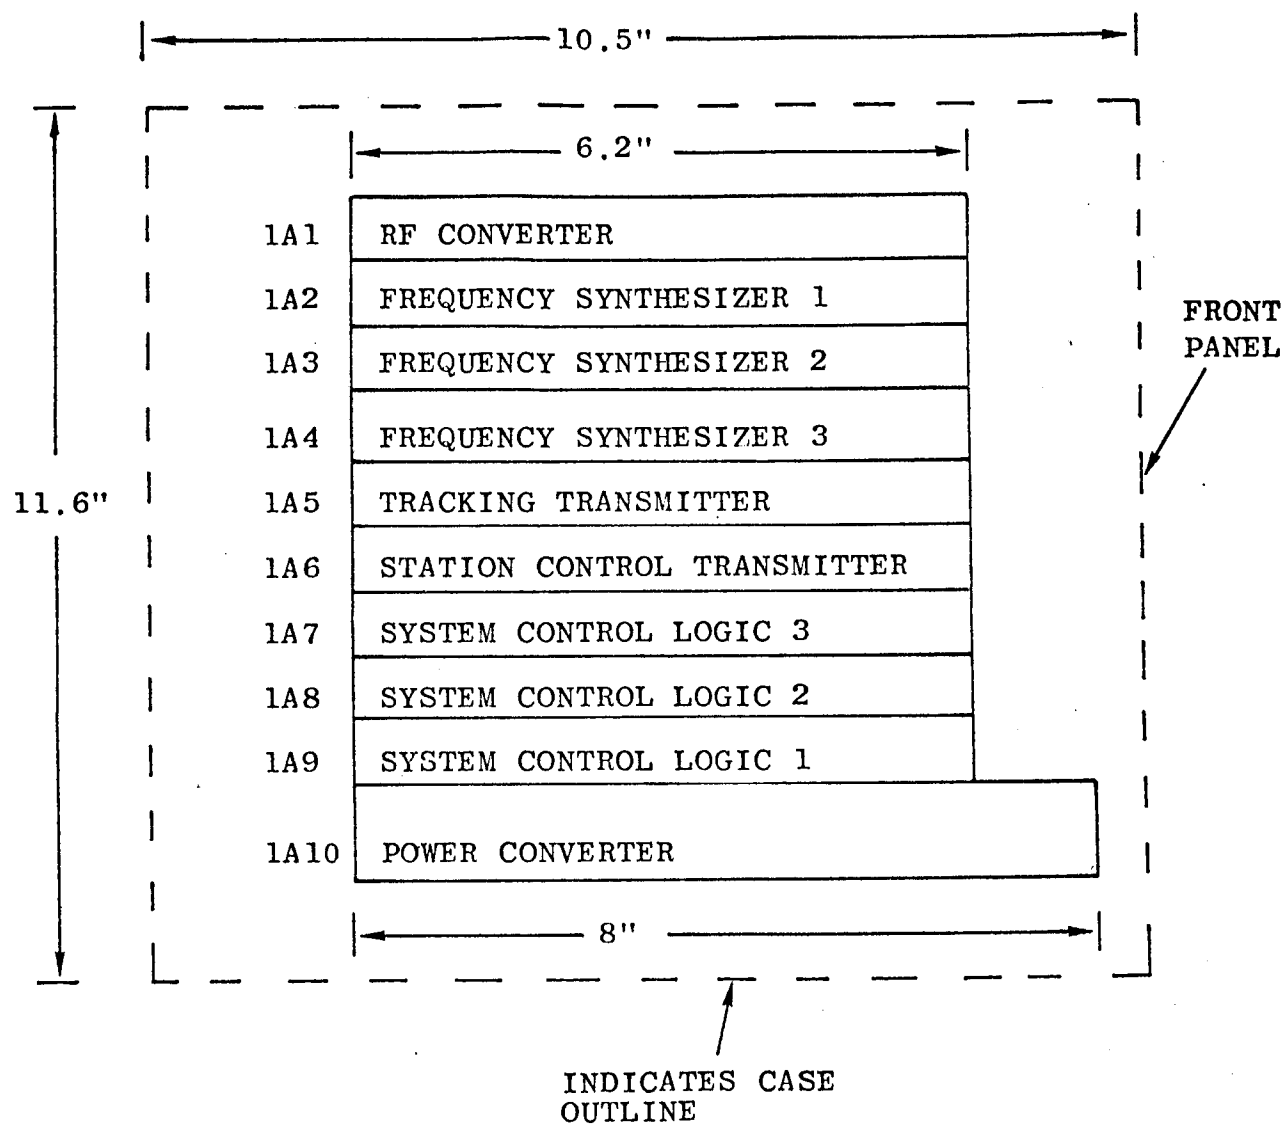 10.5"
6.2"
1A1 RF CONVERTER
1A2 FREQUENCY SYNTHESIZER 1
1A3 FREQUENCY SYNTHESIZER 2
1A4 FREQUENCY SYNTHESIZER 3
1A5 TRACKING TRANSMITTER
1A6 STATION CONTROL TRANSMITTER
1A7 SYSTEM CONTROL LOGIC 3
1A8 SYSTEM CONTROL LOGIC 2
1A9 SYSTEM CONTROL LOGIC 1
1A10 POWER CONVERTER
8"
11.6"
FRONT
PANEL
INDICATES CASE
OUTLINE